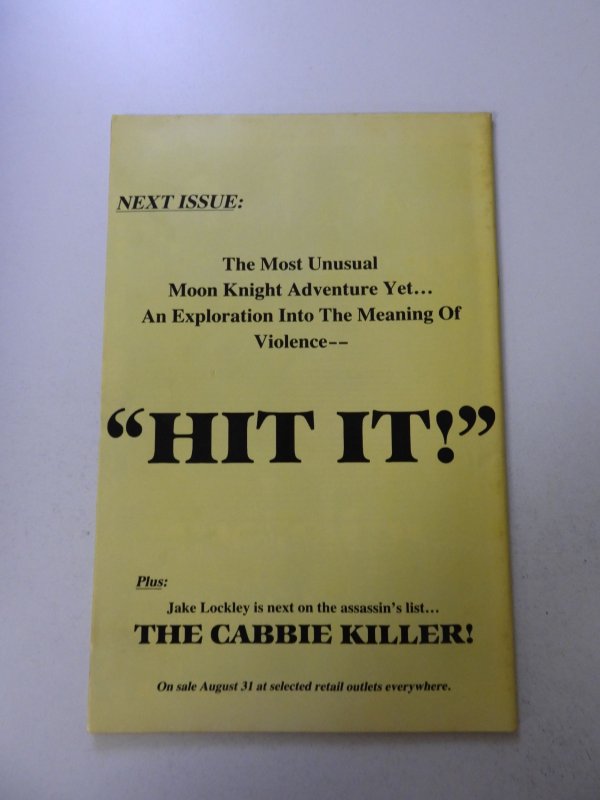 NEXT ISSUE:
The Most Unusual
Moon Knight Adventure Yet...
An Exploration Into The Meaning Of
Violence--
“HIT IT!”
Plus:
Jake Lockley is next on the assassin's list...
THE CABBIE KILLER!
On sale August 31 at selected retail outlets everywhere.